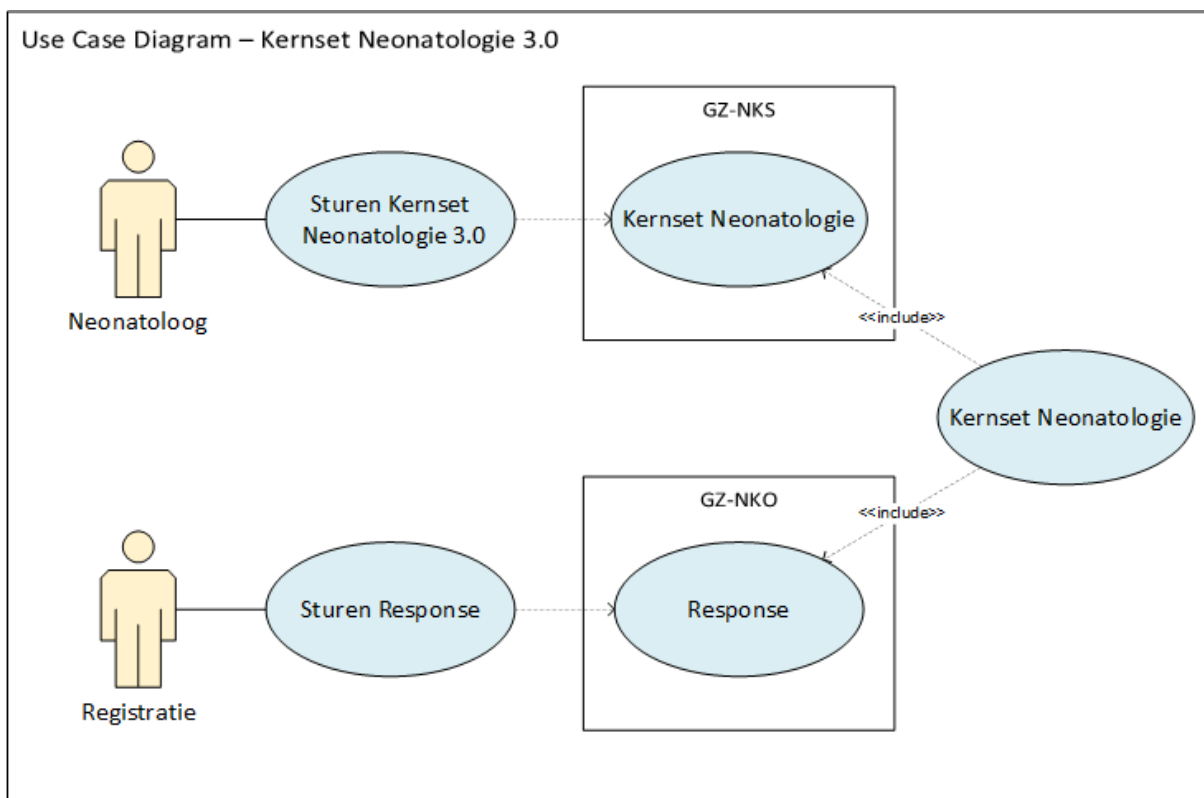 Use Case Diagram – Kernset Neonatologie 3.0
GZ-NKS
Sturen Kernset
Neonatologie 3.0
Kernset Neonatologie
Neonatoloog
<<include>>
Kernset Neonatologie
GZ-NKO
<<include>>
Sturen Response
Response
Registratie